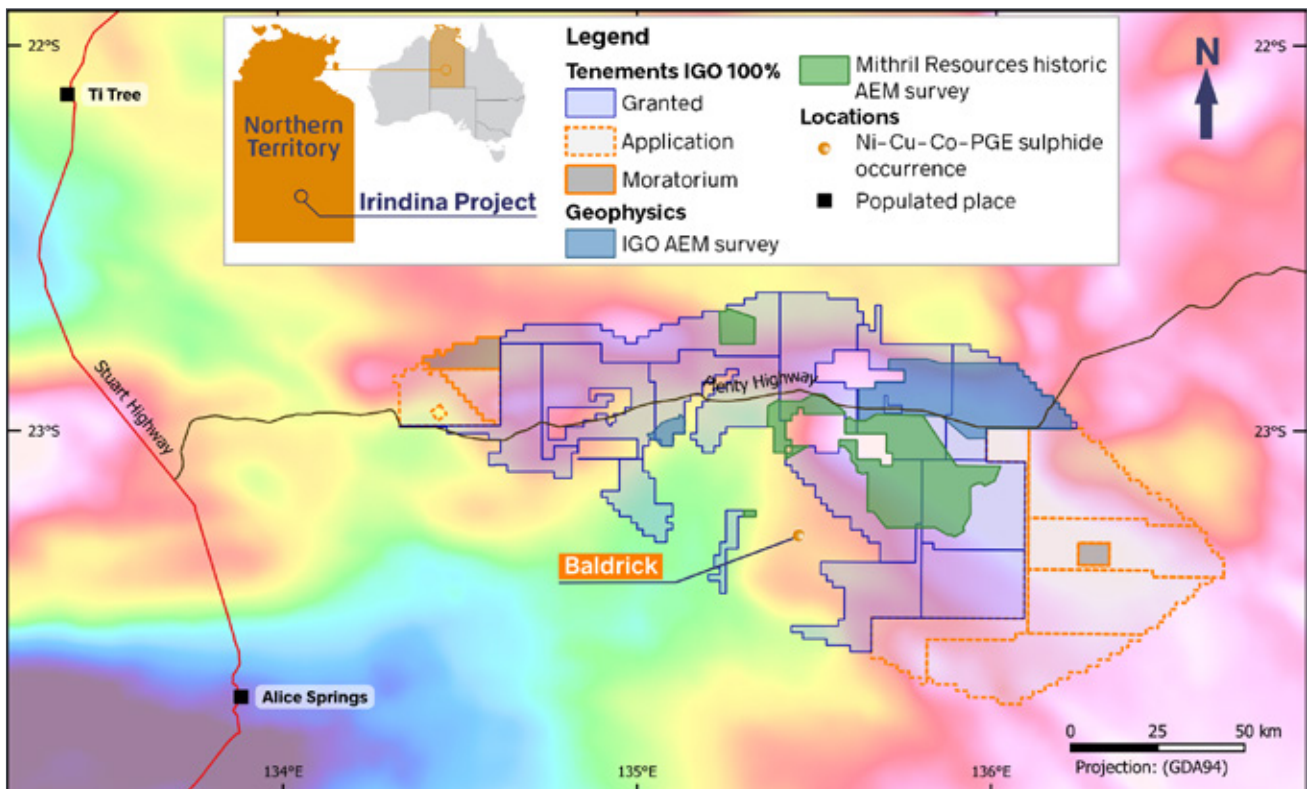 22°S
22°S
Ti Tree
Northern
Territory
Irindina Project
Legend
Tenements IGO 100%
Granted
Application
Moratorium
Geophysics
IGO AEM survey
Mithril Resources historic
AEM survey
Locations
Ni-Cu-Co-PGE sulphide
occurrence
Populated place
N
Stuart Highway
lenty Highway
23°S
23°S
Baldrick
Alice Springs
0 25 50 km
Projection: (GDA94)
134°E
135°E
136°E